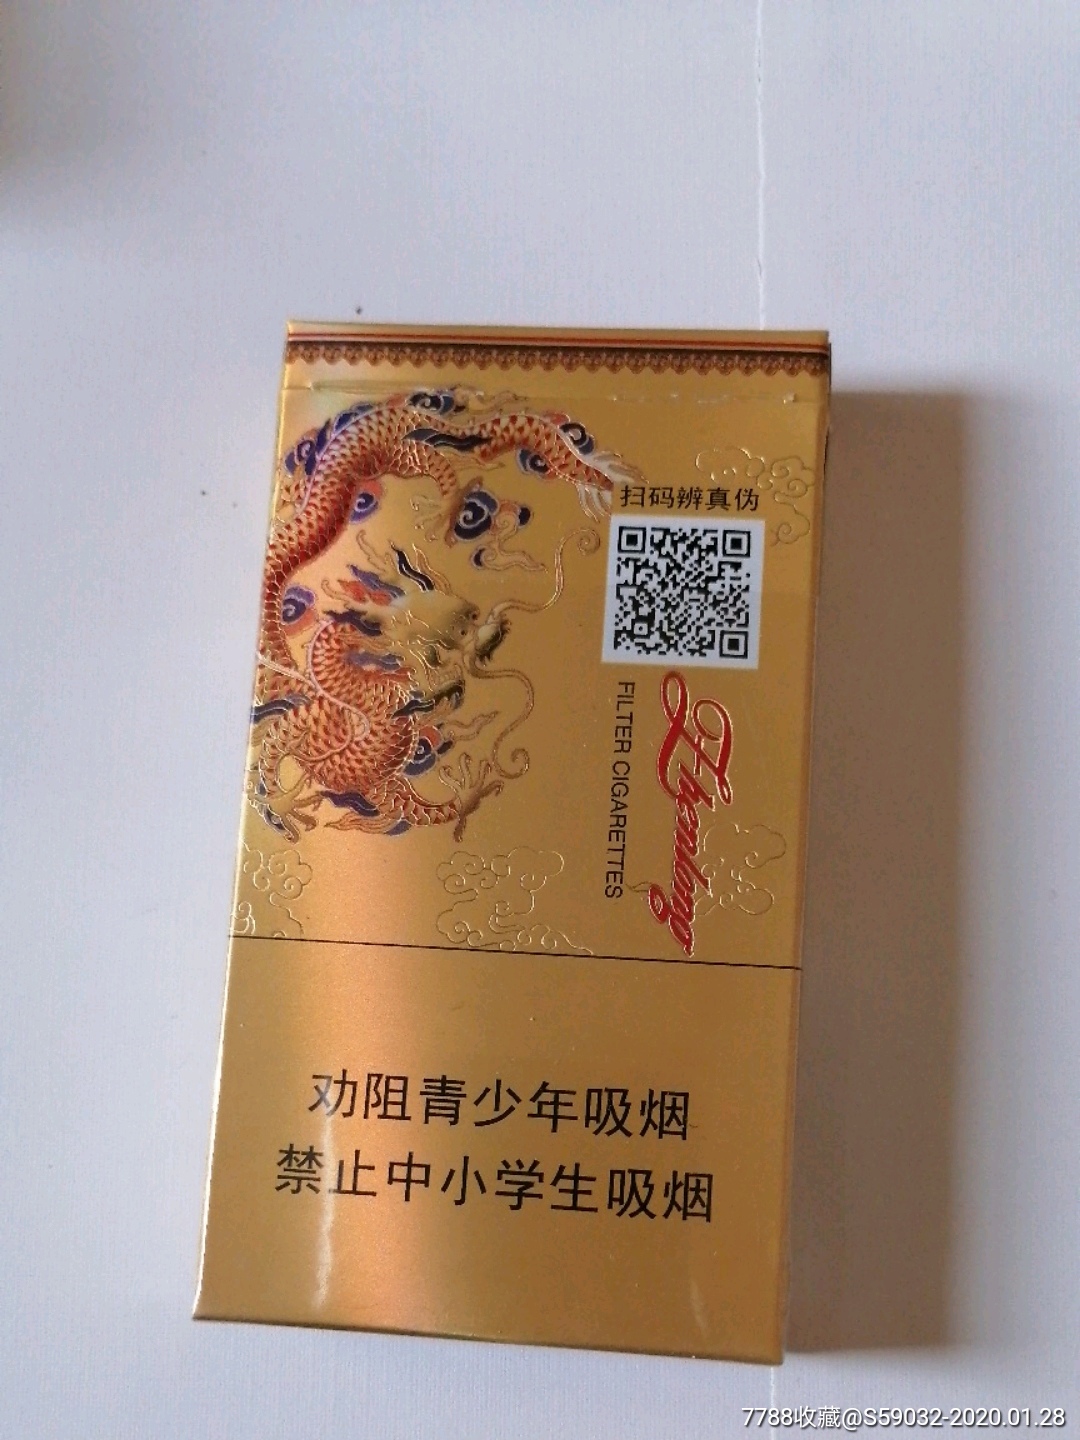 扫码辨真伪
Zhenlong
FILTER CIGARETTES
劝阻青少年吸烟
禁止中小学生吸烟
7788收藏@S59032-2020.01.28